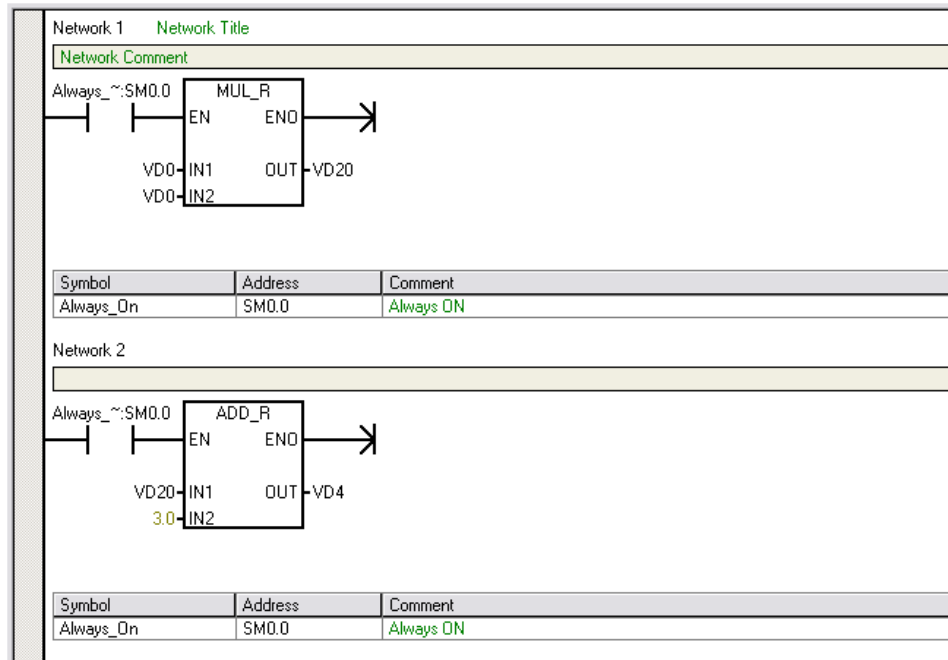 Network 1 Network Title
Network Comment
Always_~:SM0.0 MUL_R
EN ENO
VD0 IN1 OUT VD20
VD0 IN2
Symbol Address Comment
Always_On SM0.0 Always ON
Network 2
Always_~:SM0.0 ADD_R
EN ENO
VD20 IN1 OUT VD4
3.0 IN2
Symbol Address Comment
Always_On SM0.0 Always ON